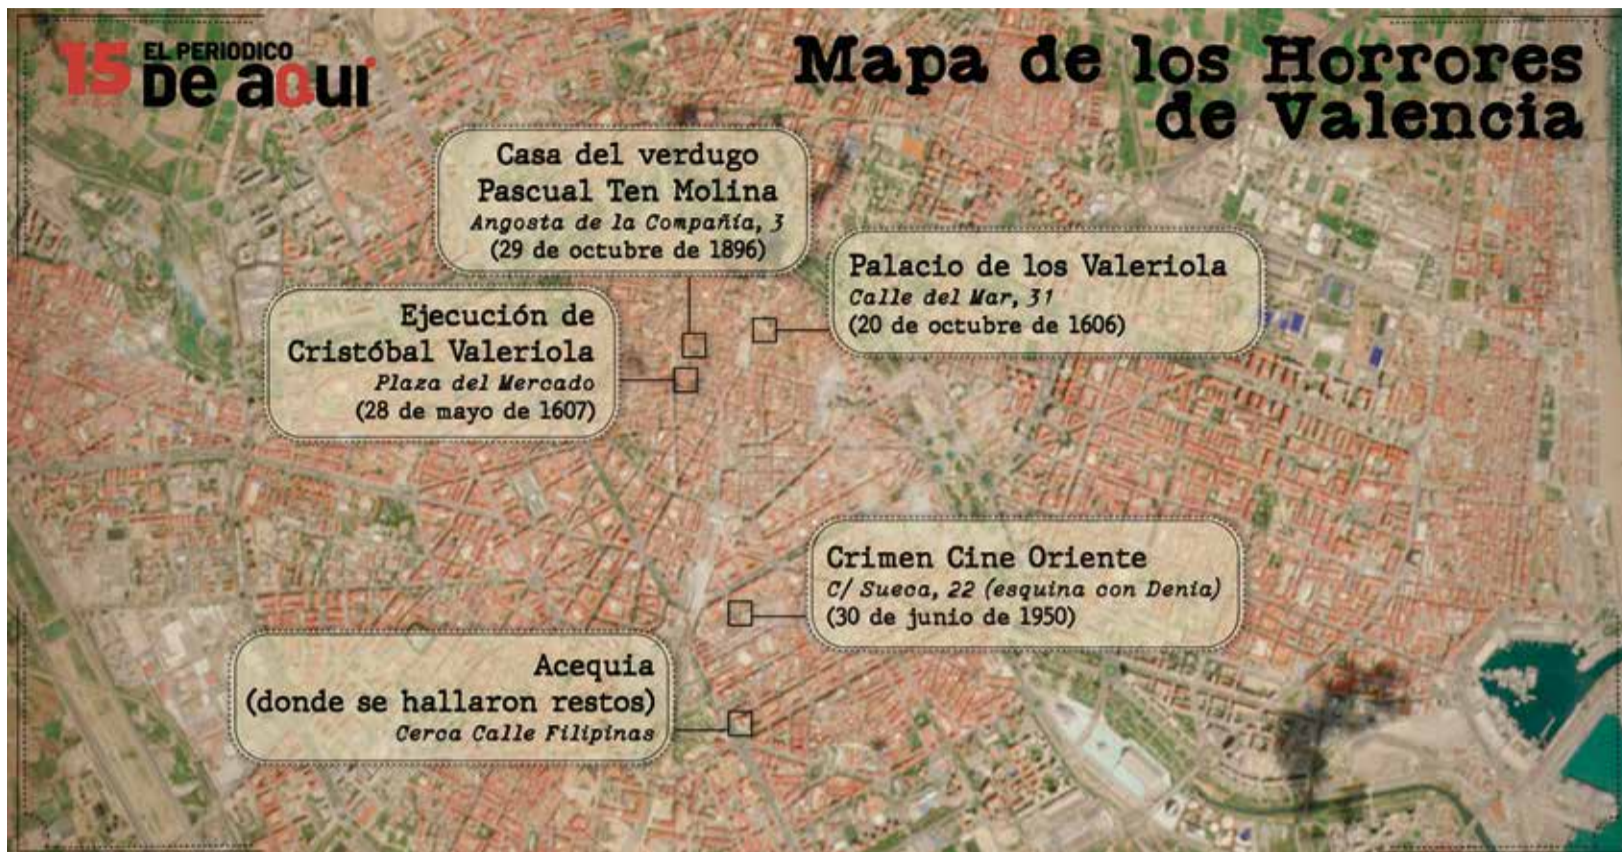 15 EL PERIODICO
DE AQUÍ
Mapa de los Horrores
de Valencia
Casa del verdugo
Pascual Ten Molina
Angosta de la Compañía, 3
(29 de octubre de 1896)
Palacio de los Valeriola
Calle del Mar, 31
(20 de octubre de 1606)
Ejecución de
Cristóbal Valeriola
Plaza del Mercado
(28 de mayo de 1607)
Crimen Cine Oriente
C/ Sueca, 22 (esquina con Denia)
(30 de junio de 1950)
Acequia
(donde se hallaron restos)
Cerca Calle Filipinas